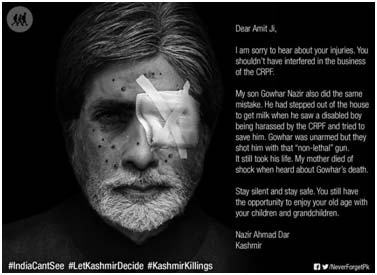 Dear Amit Ji,
I am sorry to hear about your injuries. You
shouldn't have interfered in the business
of the CRPF.
My son Gowhar Nazir also did the same
mistake. He had stepped out of the house
to get milk when he saw a disabled boy
being harassed by the CRPF and tried to
save him. Gowhar was unarmed but they
shot him with that "non-lethal" gun.
It still took his life. My mother died of
shock when heard about Gowhar's death.
Stay silent and stay safe. You still have
the opportunity to enjoy your old age with
your children and grandchildren.
Nazir Ahmad Dar
Kashmir
#IndiaCantSee #LetKashmirDecide #KashmirKillings
/NeverForgetPk